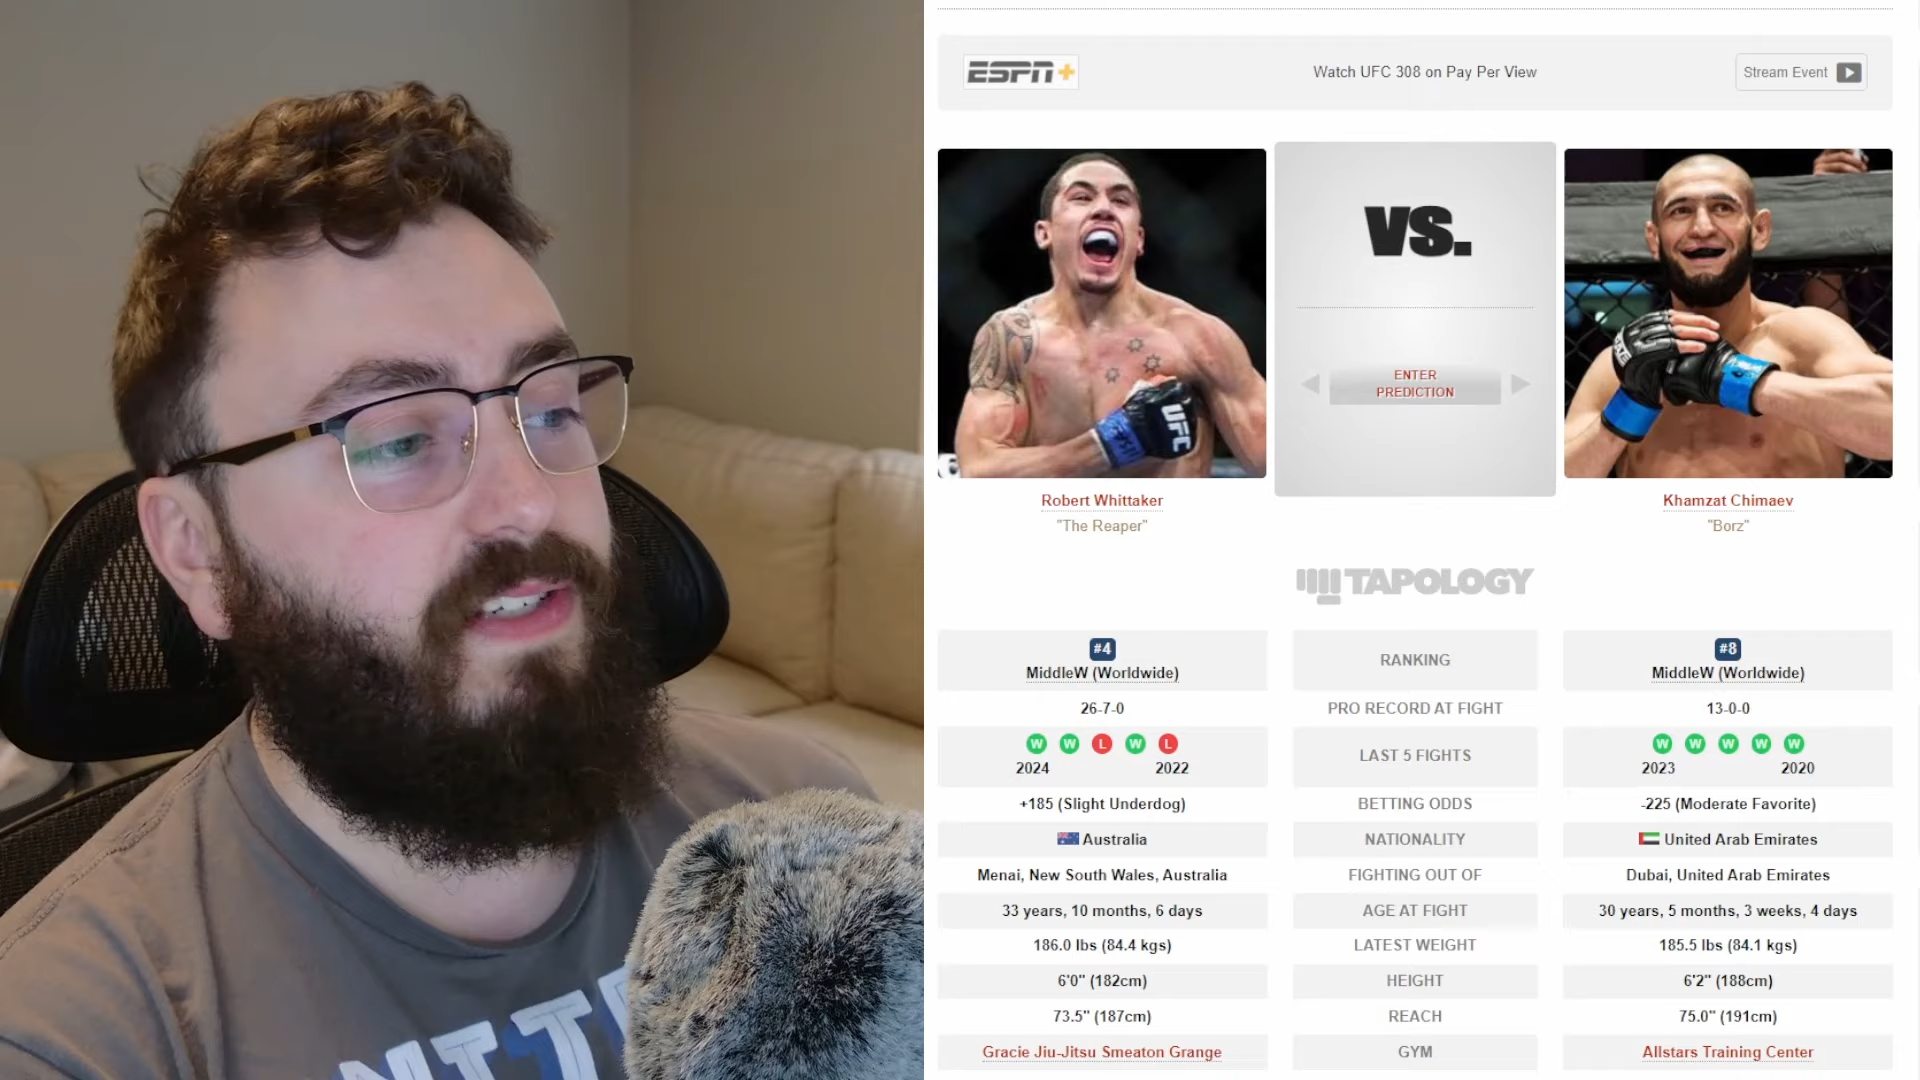 ESPN+
Watch UFC 308 on Pay Per View
Stream Event
VS.
ENTER
PREDICTION
UFC
Robert Whittaker
"The Reaper"
Khamzat Chimaev
"Borz"
TAPOLOGY
#4
MiddleW (Worldwide)
RANKING
#8
MiddleW (Worldwide)
26-7-0
PRO RECORD AT FIGHT
13-0-0
W W L W L
2024 2022
LAST 5 FIGHTS
W W W W W
2023 2020
+185 (Slight Underdog)
BETTING ODDS
-225 (Moderate Favorite)
Australia
NATIONALITY
United Arab Emirates
Menai, New South Wales, Australia
FIGHTING OUT OF
Dubai, United Arab Emirates
33 years, 10 months, 6 days
AGE AT FIGHT
30 years, 5 months, 3 weeks, 4 days
186.0 lbs (84.4 kgs)
LATEST WEIGHT
185.5 lbs (84.1 kgs)
6'0" (182cm)
HEIGHT
6'2" (188cm)
73.5" (187cm)
REACH
75.0" (191cm)
Gracie Jiu-Jitsu Smeaton Grange
GYM
Allstars Training Center